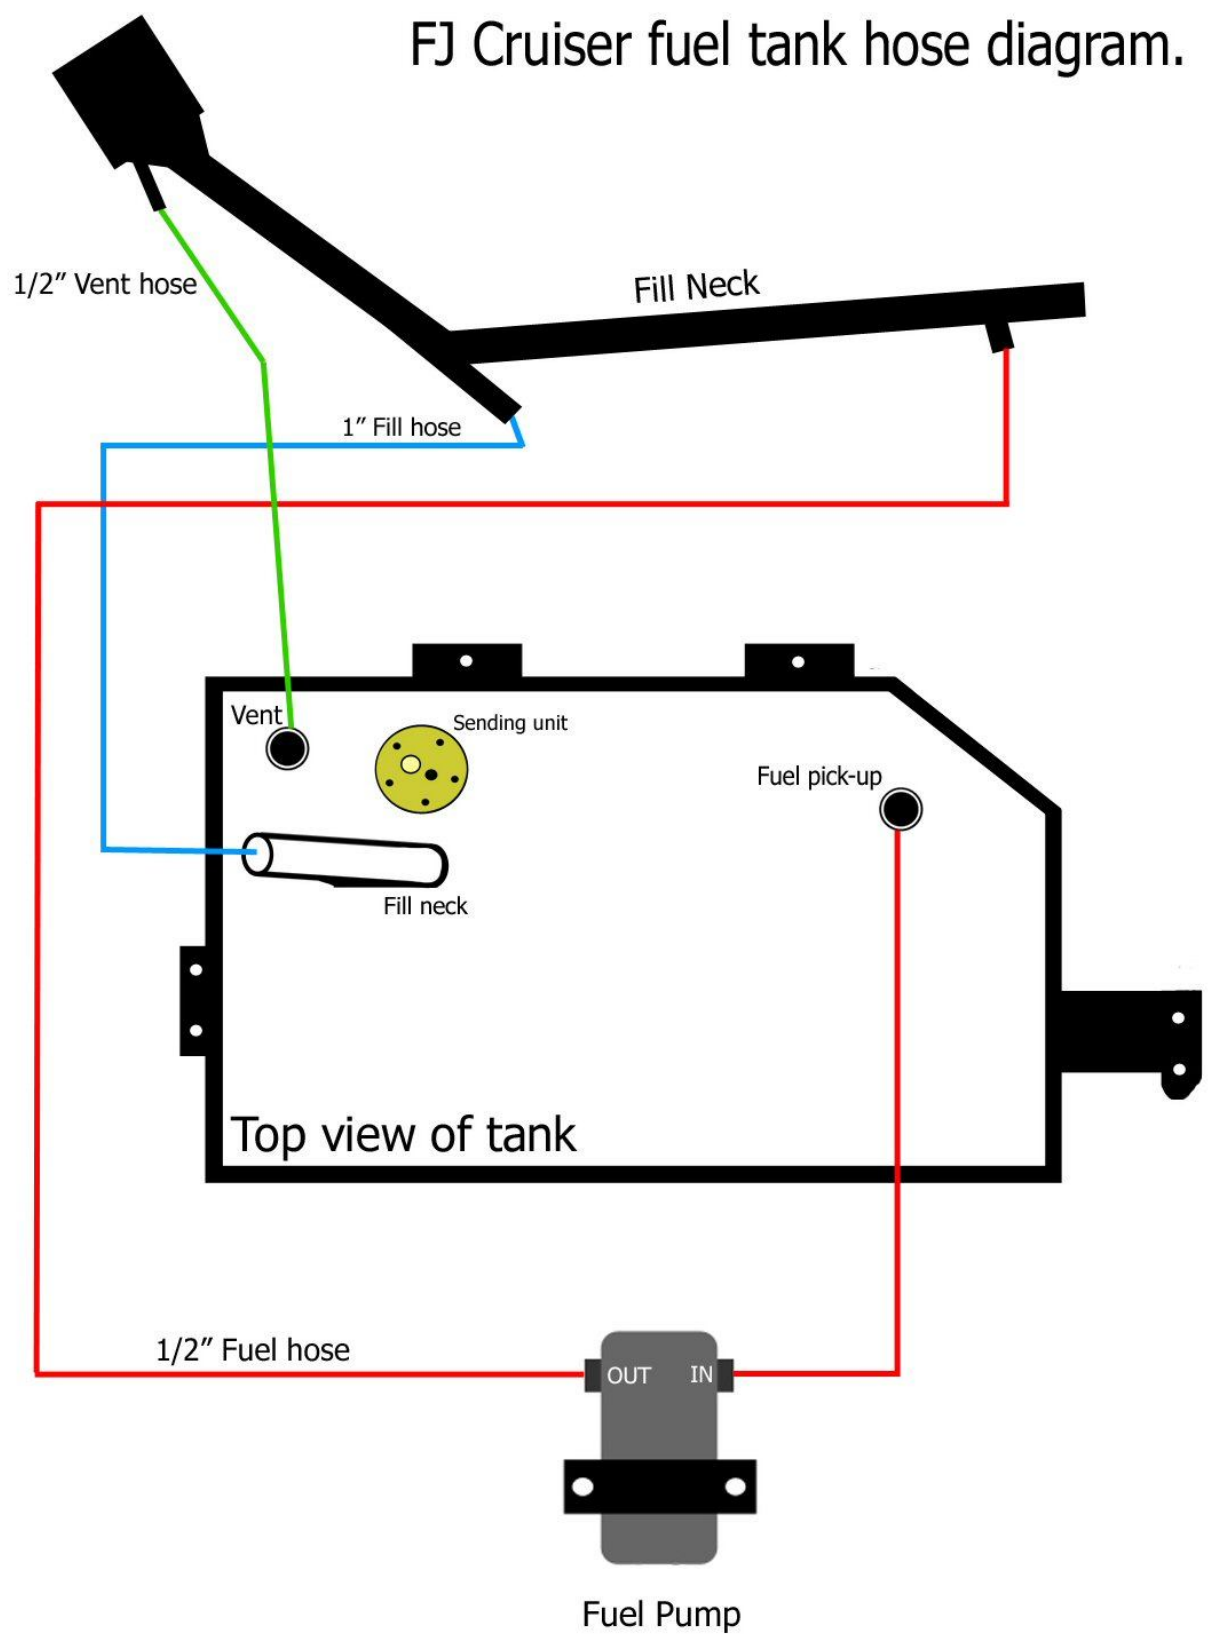 FJ Cruiser fuel tank hose diagram.
1/2” Vent hose
Fill Neck
1” Fill hose
Vent
Sending unit
Fuel pick-up
Fill neck
Top view of tank
1/2” Fuel hose
OUT IN
Fuel Pump